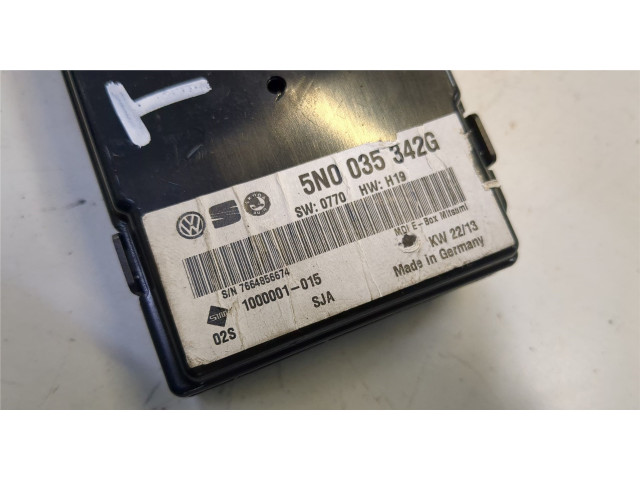 5N0 035 342G
SW: 0770 HW: H19
MDI E-Box Mitsumi
KW 22/13
Made in Germany
S/N 7664956674
1000001-015
02S SJA